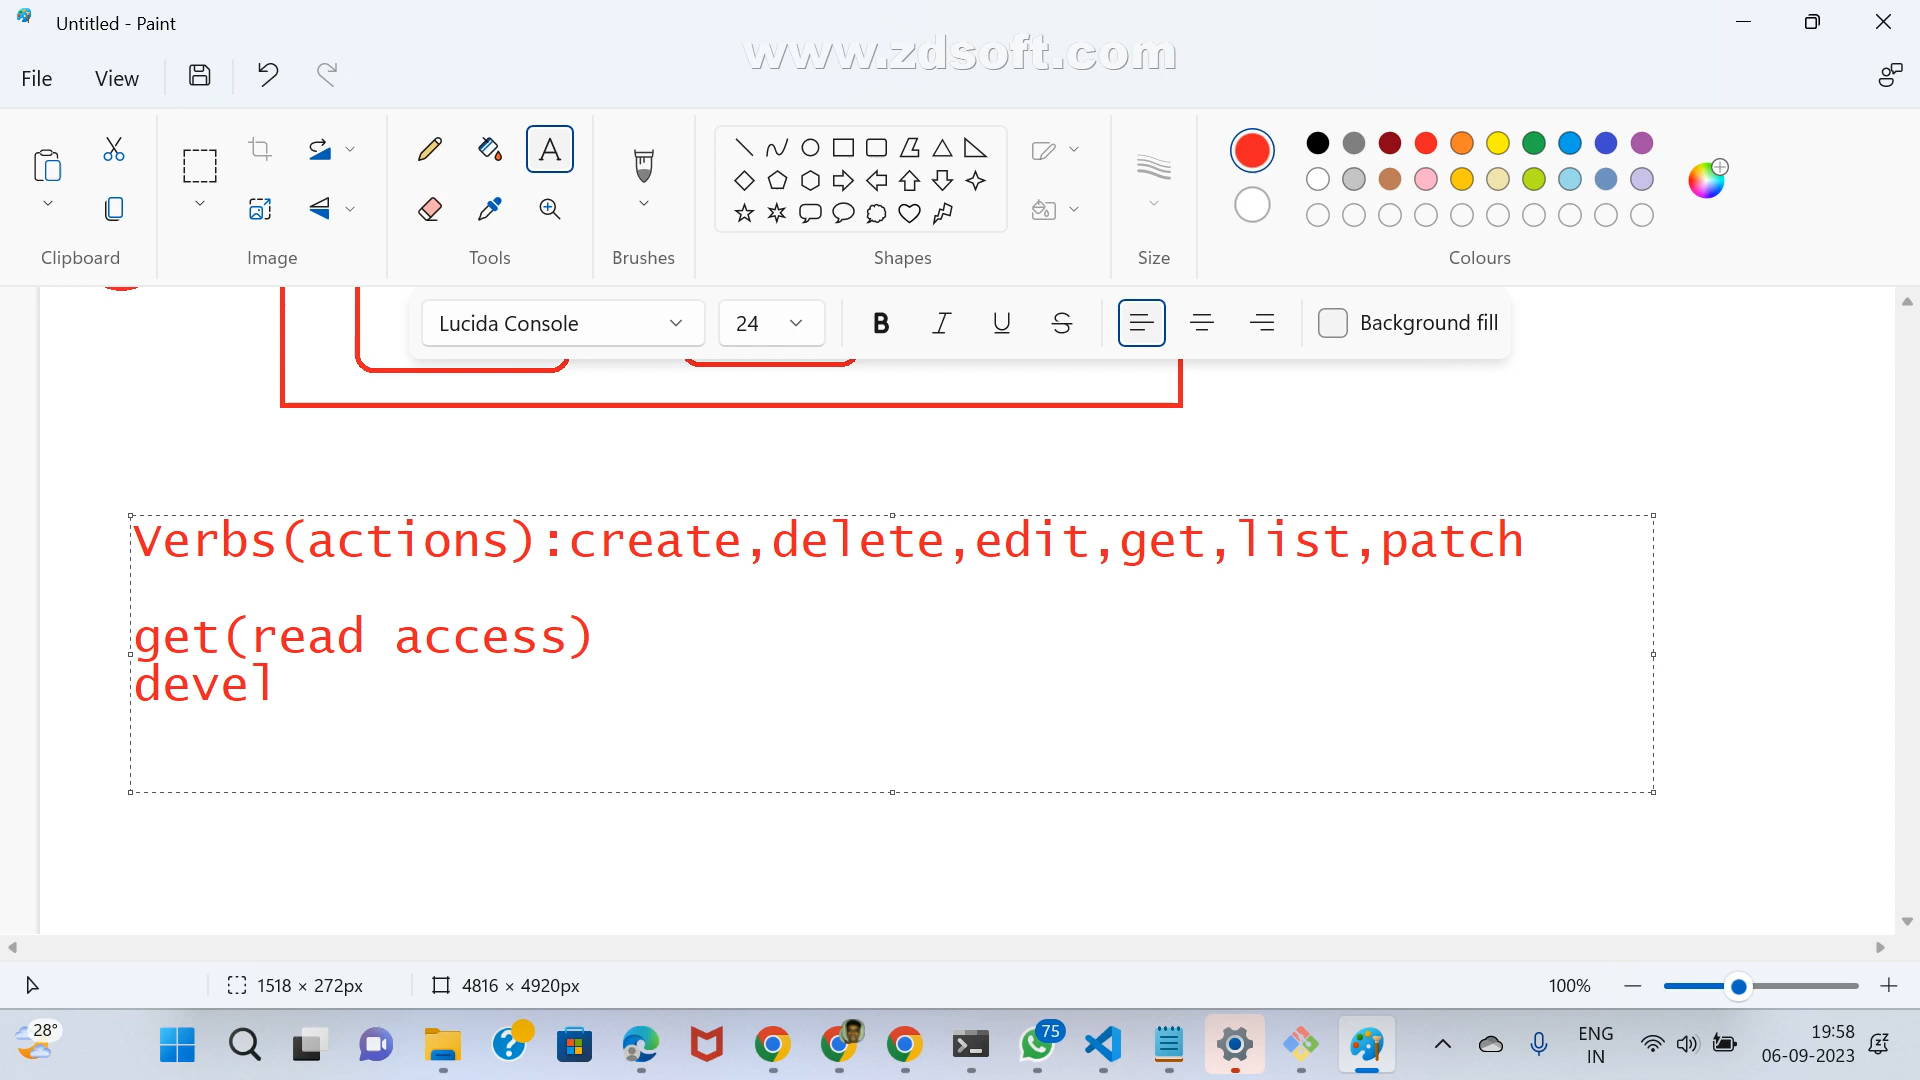 Untitled - Paint
www.zdsoft.com
File
View
Clipboard
Image
Tools
Brushes
Shapes
Size
Colours
Lucida Console
24
B
I
U
S
Background fill
Verbs(actions):create,delete,edit,get,list,patch
get(read access)
devel
1518 × 272px
4816 × 4920px
100%
28°
75
ENG
IN
19:58
06-09-2023